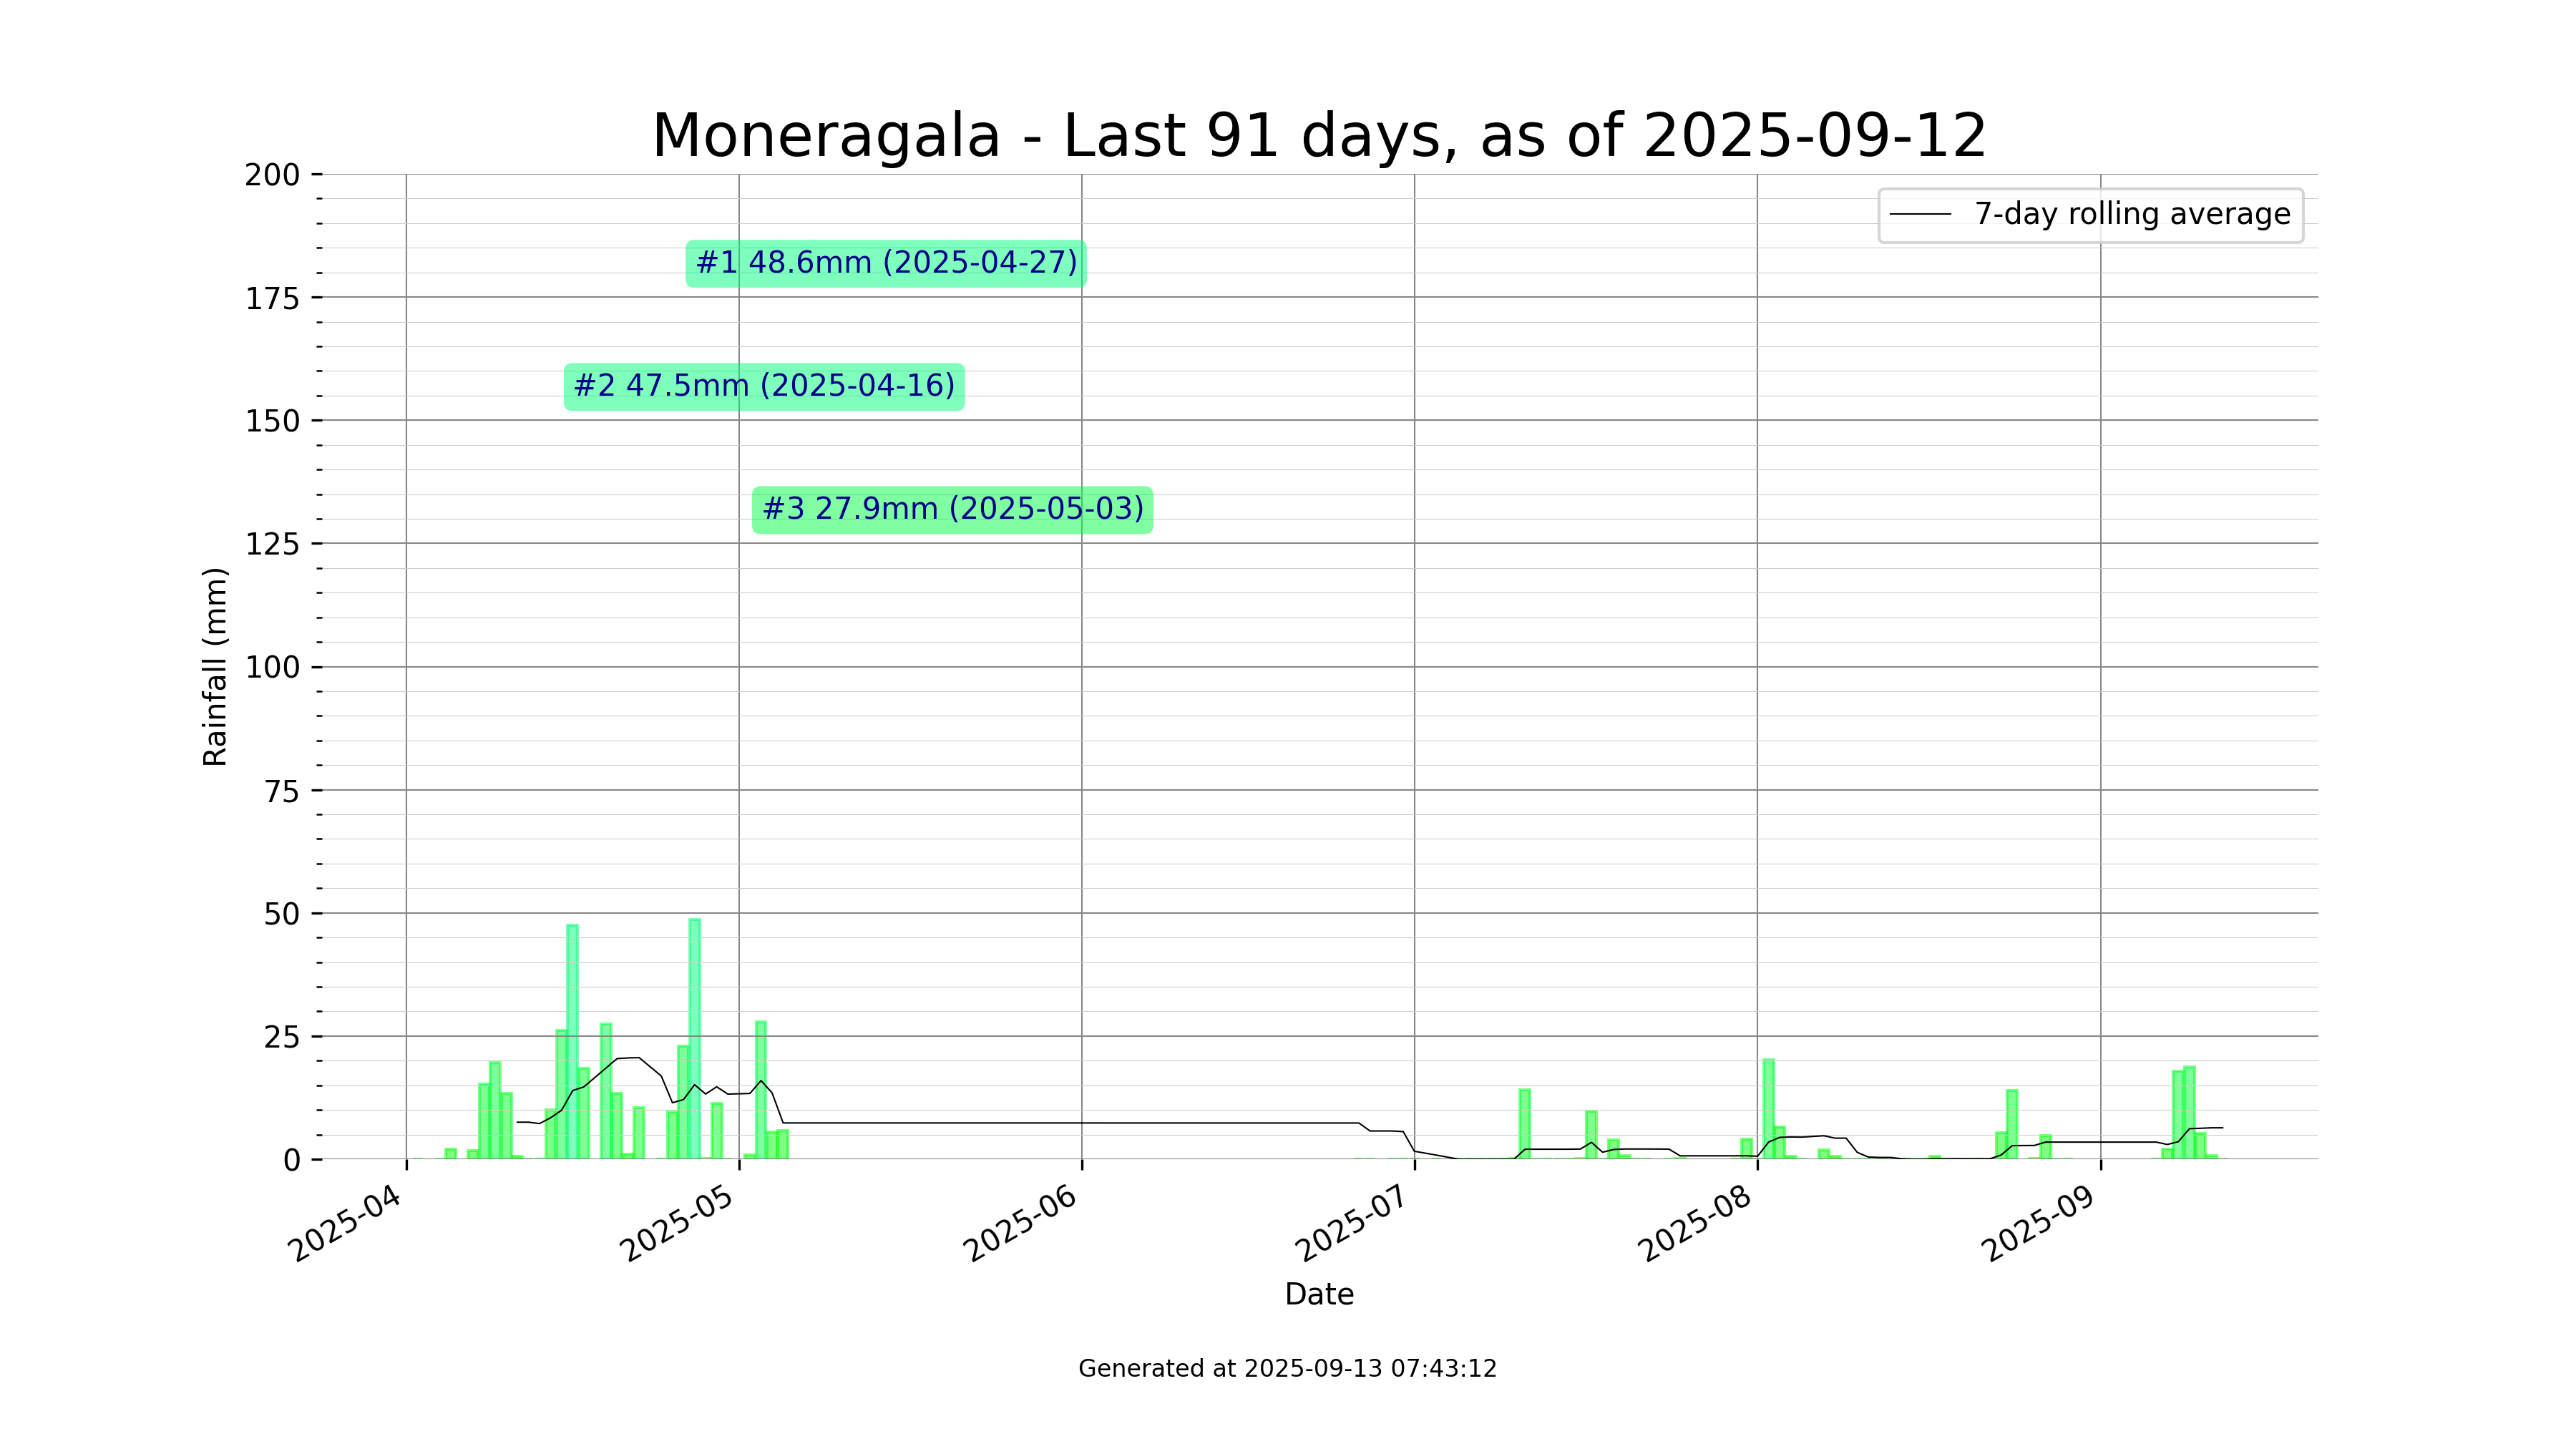 Moneragala - Last 91 days, as of 2025-09-12
7-day rolling average
#1 48.6mm (2025-04-27)
#2 47.5mm (2025-04-16)
#3 27.9mm (2025-05-03)
Rainfall (mm)
200
175
150
125
100
75
50
25
0
2025-04
2025-05
2025-06
2025-07
2025-08
2025-09
Date
Generated at 2025-09-13 07:43:12